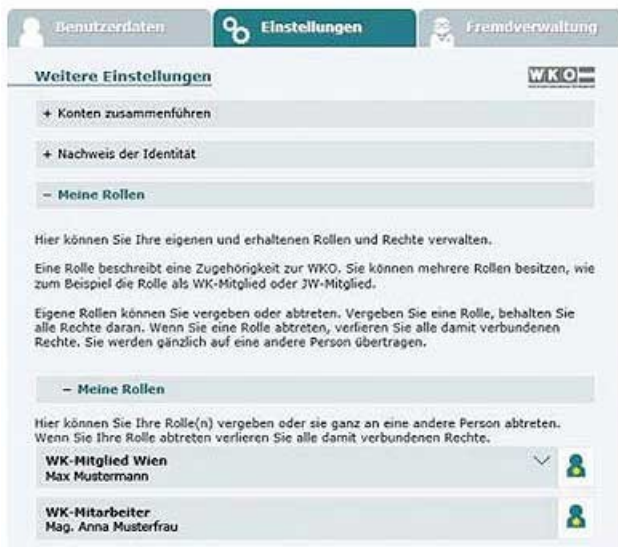 Benutzerdaten
Einstellungen
Fremdverwaltung
Weitere Einstellungen
WKO
+ Konten zusammenführen
+ Nachweis der Identität
− Meine Rollen
Hier können Sie Ihre eigenen und erhaltenen Rollen und Rechte verwalten.
Eine Rolle beschreibt eine Zugehörigkeit zur WKO. Sie können mehrere Rollen besitzen, wie
zum Beispiel die Rolle als WK-Mitglied oder JW-Mitglied.
Eigene Rollen können Sie vergeben oder abtreten. Vergeben Sie eine Rolle, behalten Sie
alle Rechte daran. Wenn Sie eine Rolle abtreten, verlieren Sie alle damit verbundenen
Rechte. Sie werden gänzlich auf eine andere Person übertragen.
− Meine Rollen
Hier können Sie Ihre Rolle(n) vergeben oder sie ganz an eine andere Person abtreten.
Wenn Sie Ihre Rolle abtreten verlieren Sie alle damit verbundenen Rechte.
WK-Mitglied Wien
Max Mustermann
WK-Mitarbeiter
Mag. Anna Musterfrau